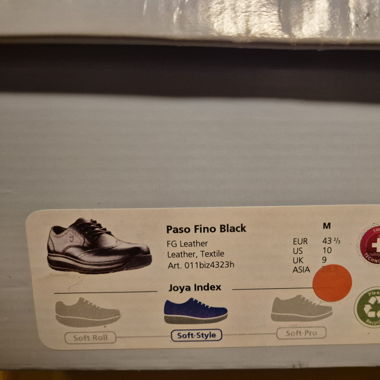 Paso Fino Black
M
FG Leather
Leather, Textile
Art. 011biz4323h
EUR 43 1/3
US 10
UK 9
ASIA
Joya Index
Soft·Roll
Soft·Style
Soft·Pro